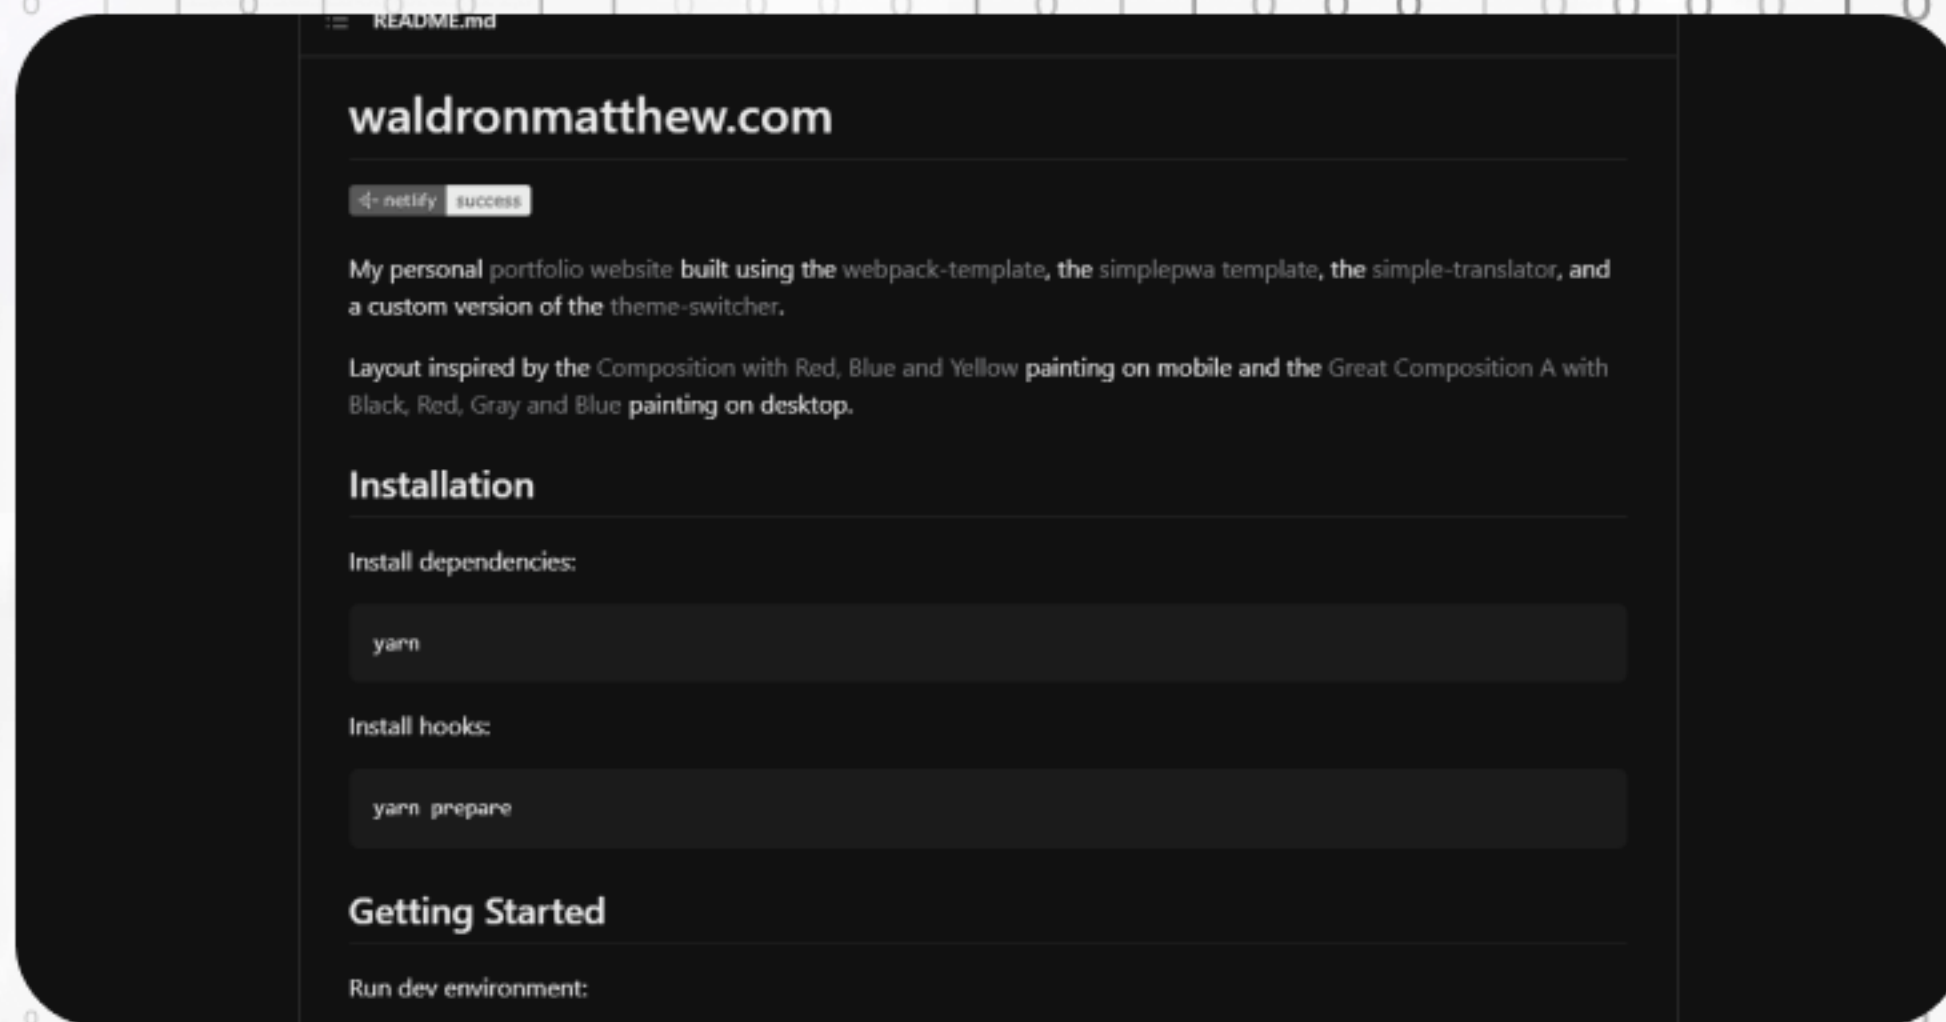 README.md
waldronmatthew.com
netlify success
My personal portfolio website built using the webpack-template, the simplepwa template, the simple-translator, and
a custom version of the theme-switcher.
Layout inspired by the Composition with Red, Blue and Yellow painting on mobile and the Great Composition A with
Black, Red, Gray and Blue painting on desktop.
Installation
Install dependencies:
yarn
Install hooks:
yarn prepare
Getting Started
Run dev environment: